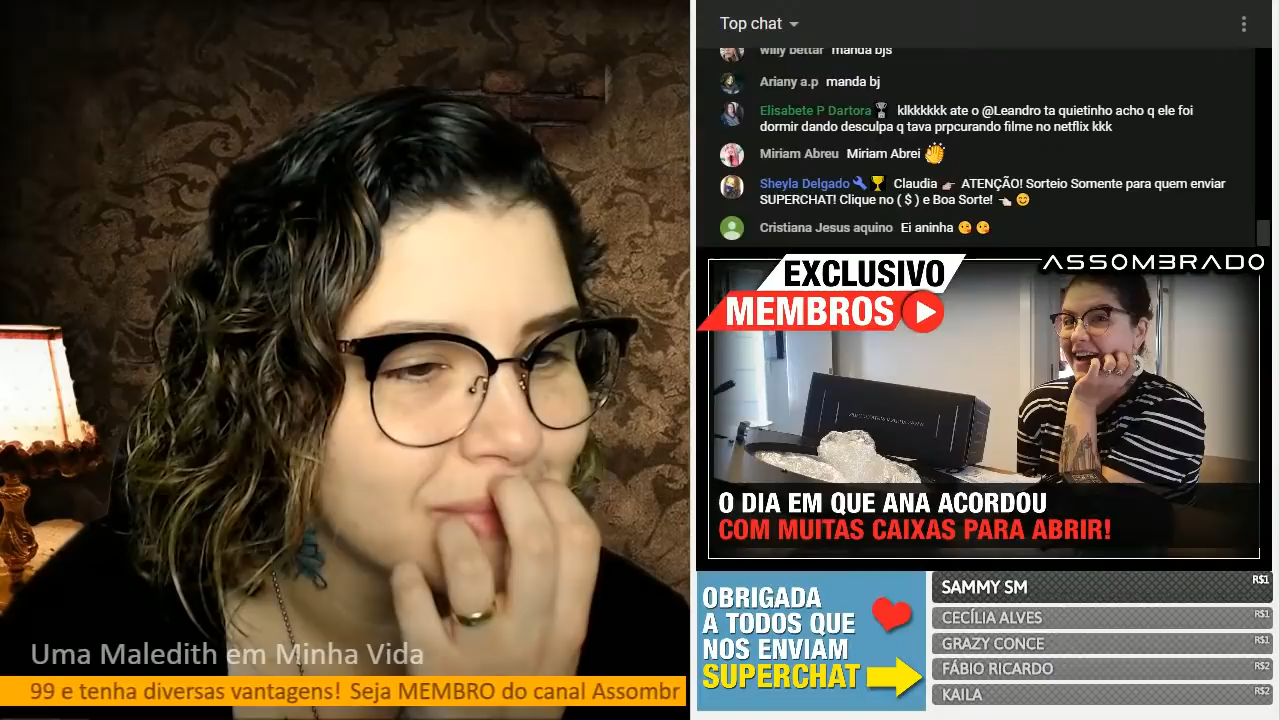 Top chat
willy bettar manda bjs
Ariany a.p manda bj
Elisabete P Dartora klkkkkkk ate o @Leandro ta quietinho acho q ele foi
dormir dando desculpa q tava prpcurando filme no netflix kkk
Miriam Abreu Miriam Abrei
Sheyla Delgado Claudia ATENÇÃO! Sorteio Somente para quem enviar
SUPERCHAT! Clique no ( $ ) e Boa Sorte!
Cristiana Jesus aquino Ei aninha
EXCLUSIVO
MEMBROS
ASSOMBRADO
O DIA EM QUE ANA ACORDOU
COM MUITAS CAIXAS PARA ABRIR!
OBRIGADA
A TODOS QUE
NOS ENVIAM
SUPERCHAT
SAMMY SM R$1
CECÍLIA ALVES R$1
GRAZY CONCE R$1
FÁBIO RICARDO R$2
KAILA R$2
Uma Maledith em Minha Vida
99 e tenha diversas vantagens! Seja MEMBRO do canal Assombr